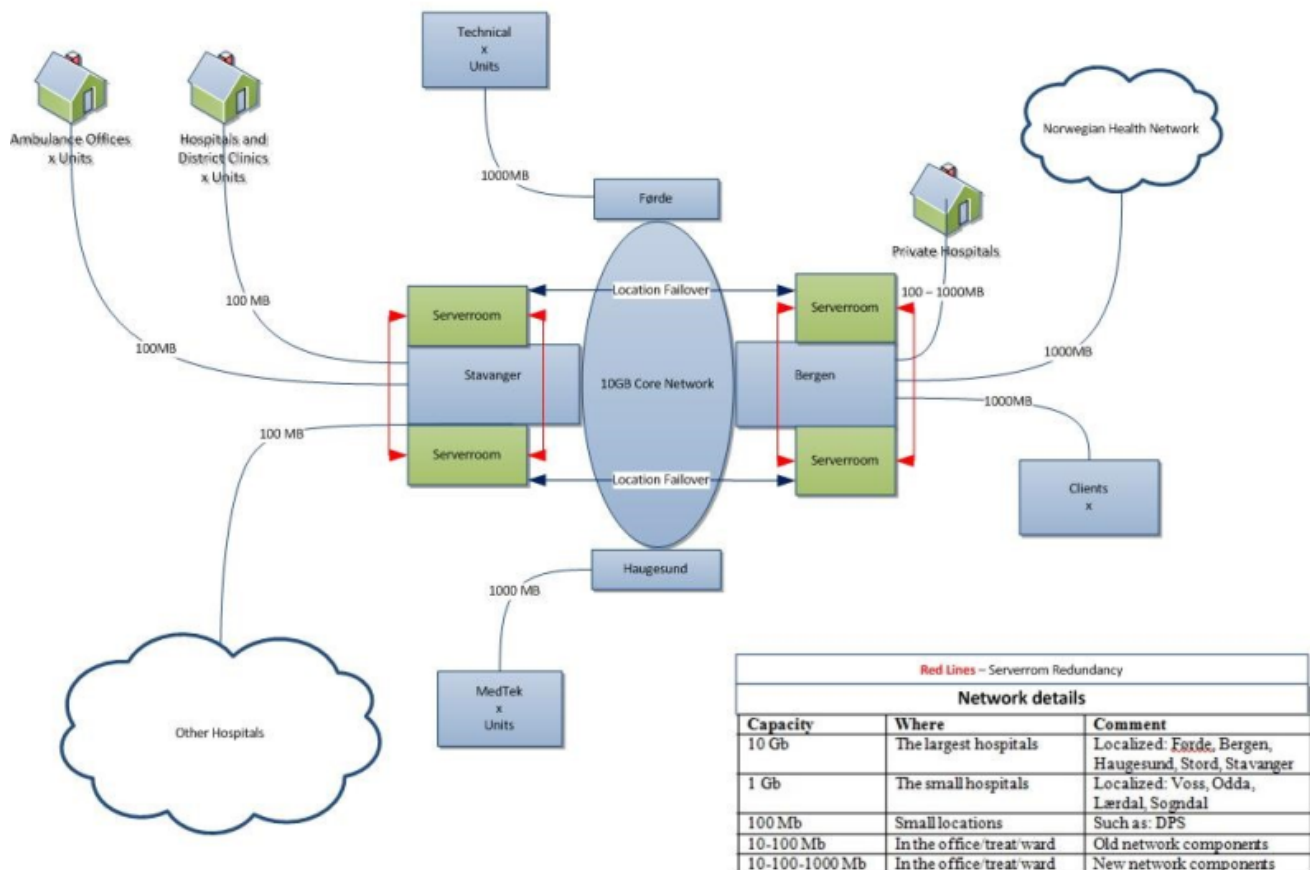 Technical
x
Units
Ambulance Offices
x Units
Hospitals and
District Clinics
x Units
Norwegian Health Network
1000MB
Førde
Private Hospitals
100 – 1000MB
100 MB
Serverroom
Location Failover
Serverroom
100MB
1000MB
Stavanger
10GB Core Network
Bergen
1000MB
100 MB
Serverroom
Location Failover
Serverroom
Clients
x
Haugesund
1000 MB
MedTek
x
Units
Other Hospitals
Red Lines – Serverrom Redundancy
Network details
Capacity Where Comment
10 Gb The largest hospitals Localized: Førde, Bergen,
Haugesund, Stord, Stavanger
1 Gb The small hospitals Localized: Voss, Odda,
Lærdal, Sogndal
100 Mb Small locations Such as: DPS
10-100 Mb In the office/treat/ward Old network components
10-100-1000 Mb In the office/treat/ward New network components